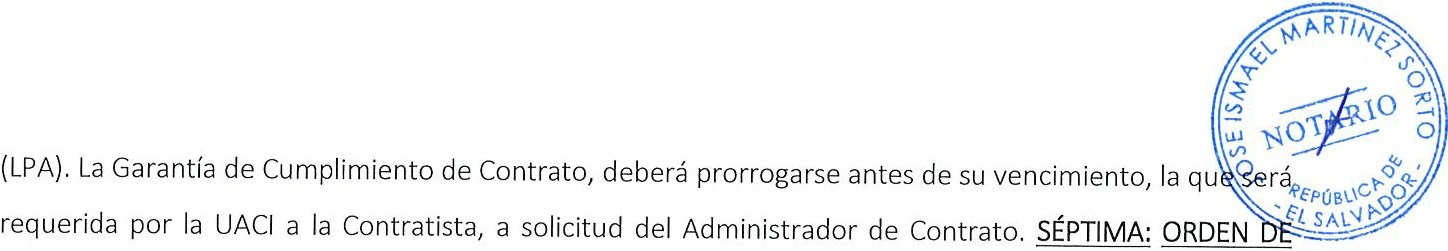 JOSE ISMAEL MARTINEZ SORTO
NOTARIO
REPÚBLICA DE
- EL SALVADOR -
(LPA). La Garantía de Cumplimiento de Contrato, deberá prorrogarse antes de su vencimiento, la que será
requerida por la UACI a la Contratista, a solicitud del Administrador de Contrato. SÉPTIMA: ORDEN DE